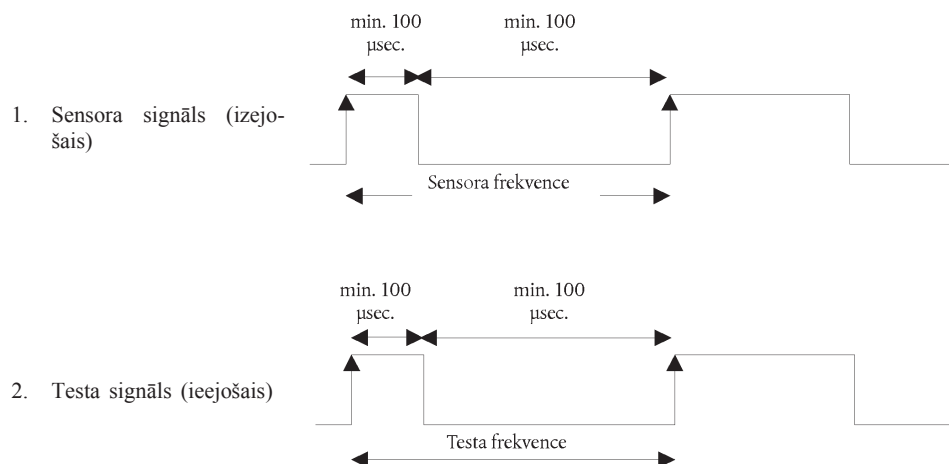 min. 100
µsec.
min. 100
µsec.
1. Sensora signāls (izejo-
šais)
Sensora frekvence
min. 100
µsec.
min. 100
µsec.
2. Testa signāls (ieejošais)
Testa frekvence